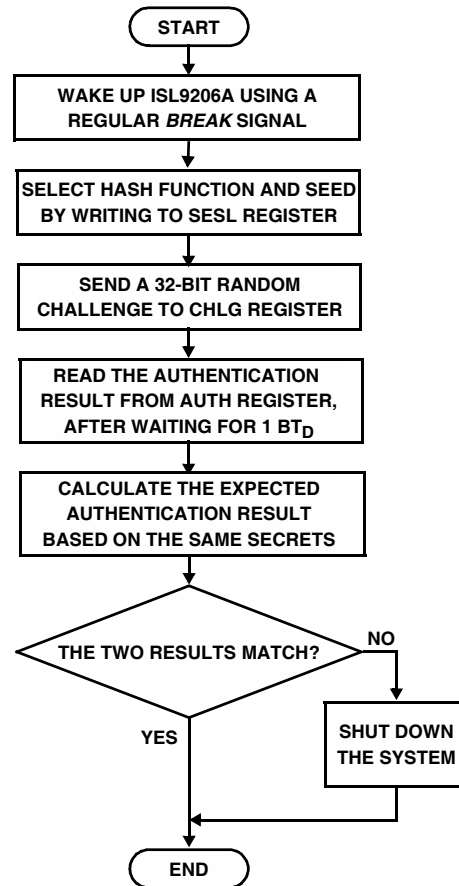 START
WAKE UP ISL9206A USING A
REGULAR BREAK SIGNAL
SELECT HASH FUNCTION AND SEED
BY WRITING TO SESL REGISTER
SEND A 32-BIT RANDOM
CHALLENGE TO CHLG REGISTER
READ THE AUTHENTICATION
RESULT FROM AUTH REGISTER,
AFTER WAITING FOR 1 BTD
CALCULATE THE EXPECTED
AUTHENTICATION RESULT
BASED ON THE SAME SECRETS
THE TWO RESULTS MATCH?
NO
YES
SHUT DOWN
THE SYSTEM
END